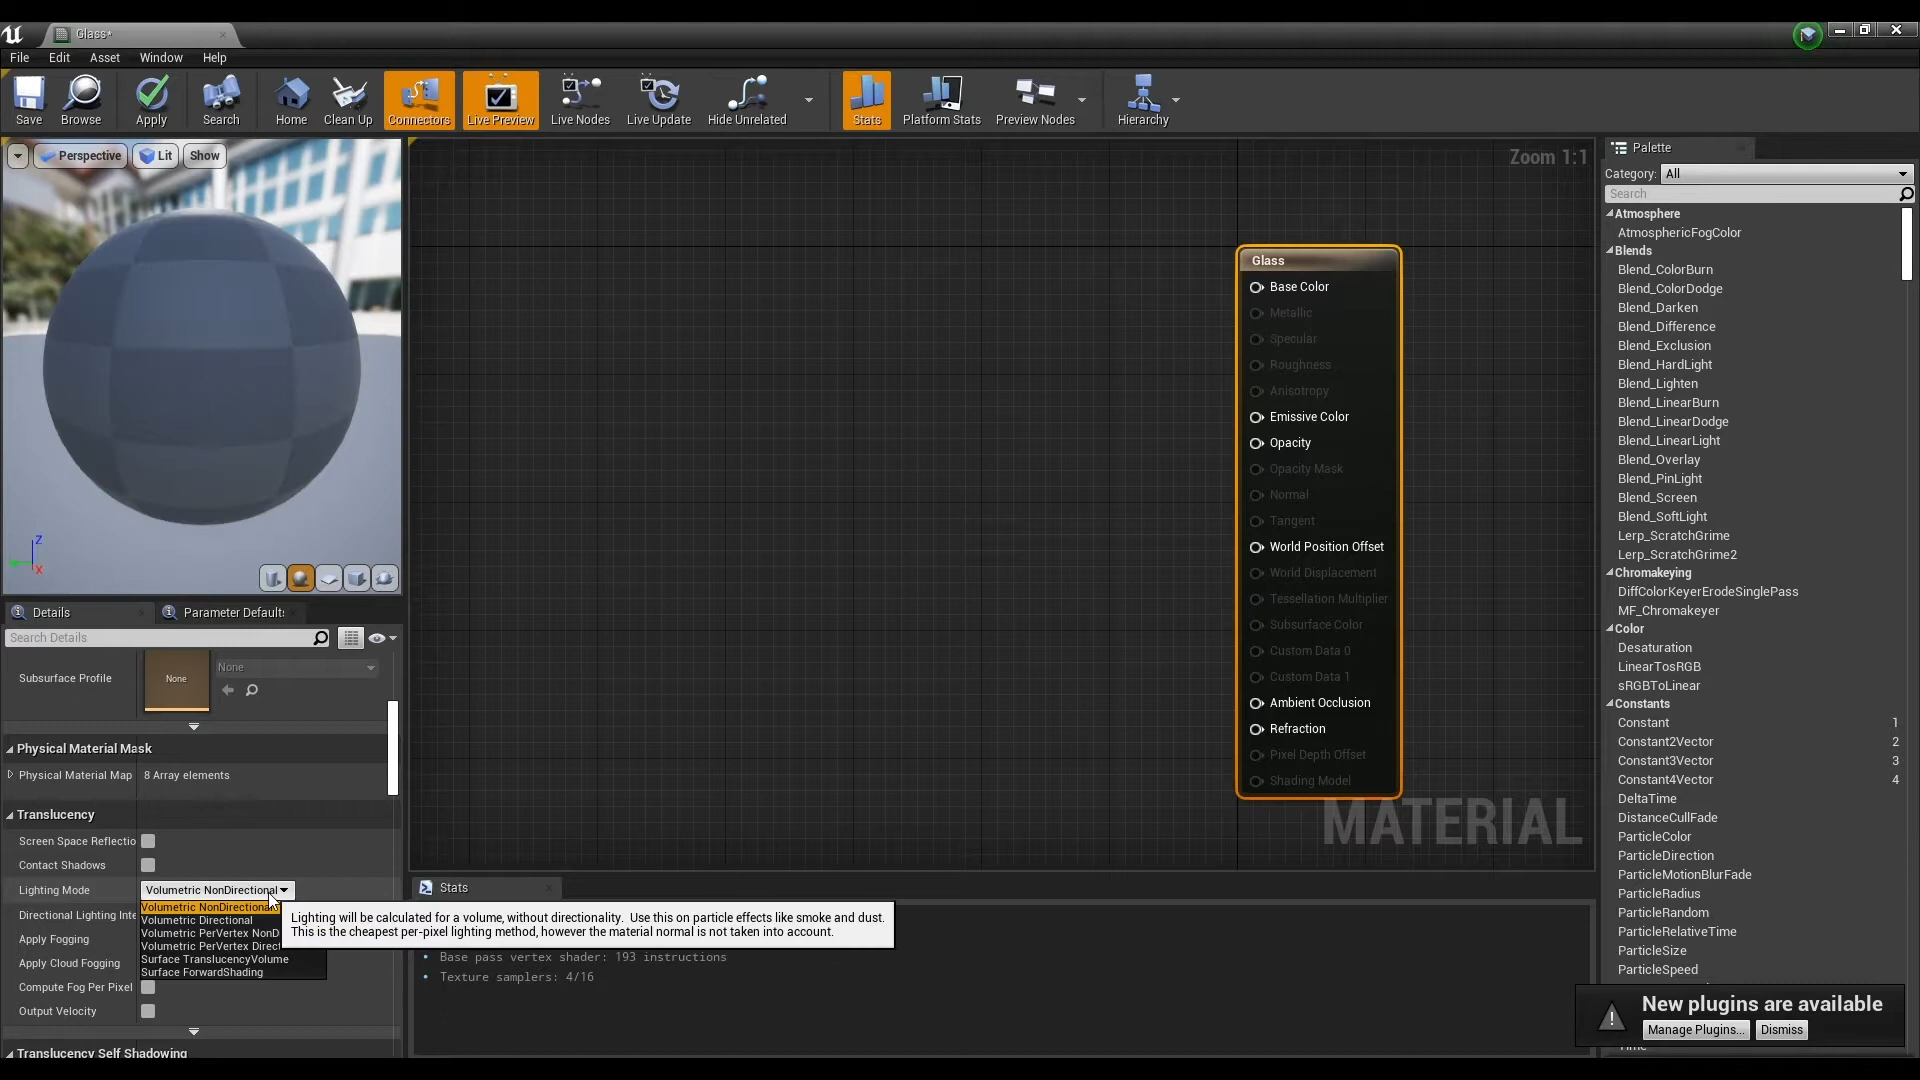 Glass*
File Edit Asset Window Help
Save Browse Apply Search Home Clean Up Connectors Live Preview Live Nodes Live Update Hide Unrelated Stats Platform Stats Preview Nodes Hierarchy
Perspective Lit Show
Zoom 1:1
Z
X
Glass
Base Color
Metallic
Specular
Roughness
Anisotropy
Emissive Color
Opacity
Opacity Mask
Normal
Tangent
World Position Offset
World Displacement
Tessellation Multiplier
Subsurface Color
Custom Data 0
Custom Data 1
Ambient Occlusion
Refraction
Pixel Depth Offset
Shading Model
MATERIAL
Palette
Category: All
Search
Atmosphere
AtmosphericFogColor
Blends
Blend_ColorBurn
Blend_ColorDodge
Blend_Darken
Blend_Difference
Blend_Exclusion
Blend_HardLight
Blend_Lighten
Blend_LinearBurn
Blend_LinearDodge
Blend_LinearLight
Blend_Overlay
Blend_PinLight
Blend_Screen
Blend_SoftLight
Lerp_ScratchGrime
Lerp_ScratchGrime2
Chromakeying
DiffColorKeyerErodeSinglePass
MF_Chromakeyer
Color
Desaturation
LinearTosRGB
sRGBToLinear
Constants
Constant 1
Constant2Vector 2
Constant3Vector 3
Constant4Vector 4
DeltaTime
DistanceCullFade
ParticleColor
ParticleDirection
ParticleMotionBlurFade
ParticleRadius
ParticleRandom
ParticleRelativeTime
ParticleSize
ParticleSpeed
Time
Details Parameter Default
Search Details
Subsurface Profile None None
Physical Material Mask
Physical Material Map 8 Array elements
Translucency
Screen Space Reflectio
Contact Shadows
Lighting Mode Volumetric NonDirectional
Directional Lighting Inte
Apply Fogging
Apply Cloud Fogging
Compute Fog Per Pixel
Output Velocity
Translucency Self Shadowing
Volumetric NonDirectional
Volumetric Directional
Volumetric PerVertex NonD
Volumetric PerVertex Direct
Surface TranslucencyVolume
Surface ForwardShading
Lighting will be calculated for a volume, without directionality. Use this on particle effects like smoke and dust.
This is the cheapest per-pixel lighting method, however the material normal is not taken into account.
Stats
Base pass vertex shader: 193 instructions
Texture samplers: 4/16
New plugins are available
Manage Plugins... Dismiss